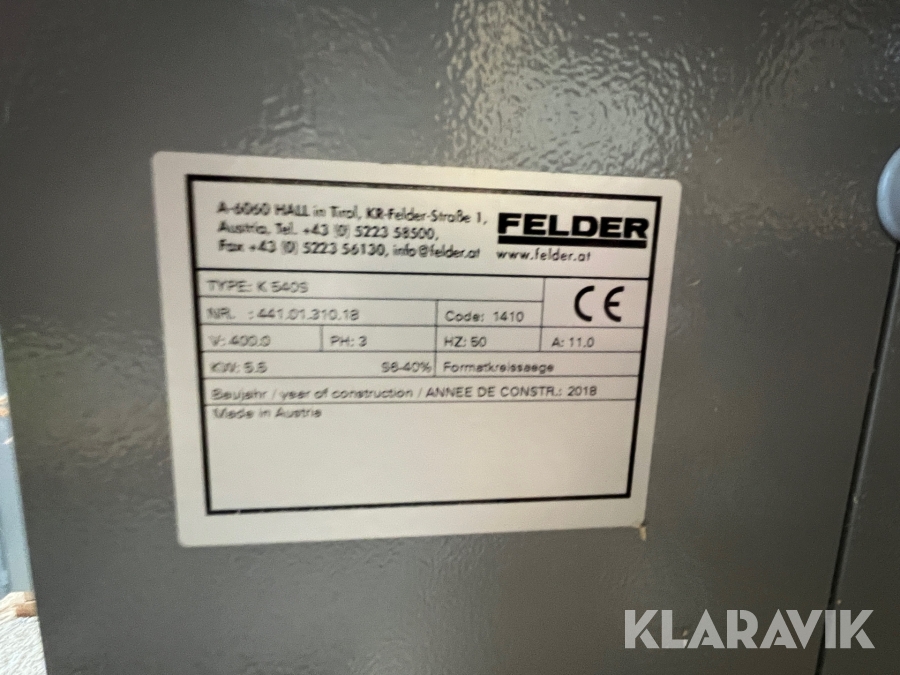 A-6060 HALL in Tirol, KR-Felder-Straße 1,
Austria, Tel. +43 (0) 5223 58500,
Fax +43 (0) 5223 56130, info@felder.at
FELDER
www.felder.at
TYPE: K 540S
CE
NR. : 441.01.310.18 Code: 1410
V: 400.0 PH: 3 HZ: 50 A: 11.0
KW: 5.5 S6-40% Formatkreissaege
Baujahr / year of construction / ANNEE DE CONSTR.: 2018
Made in Austria
KLARAVIK